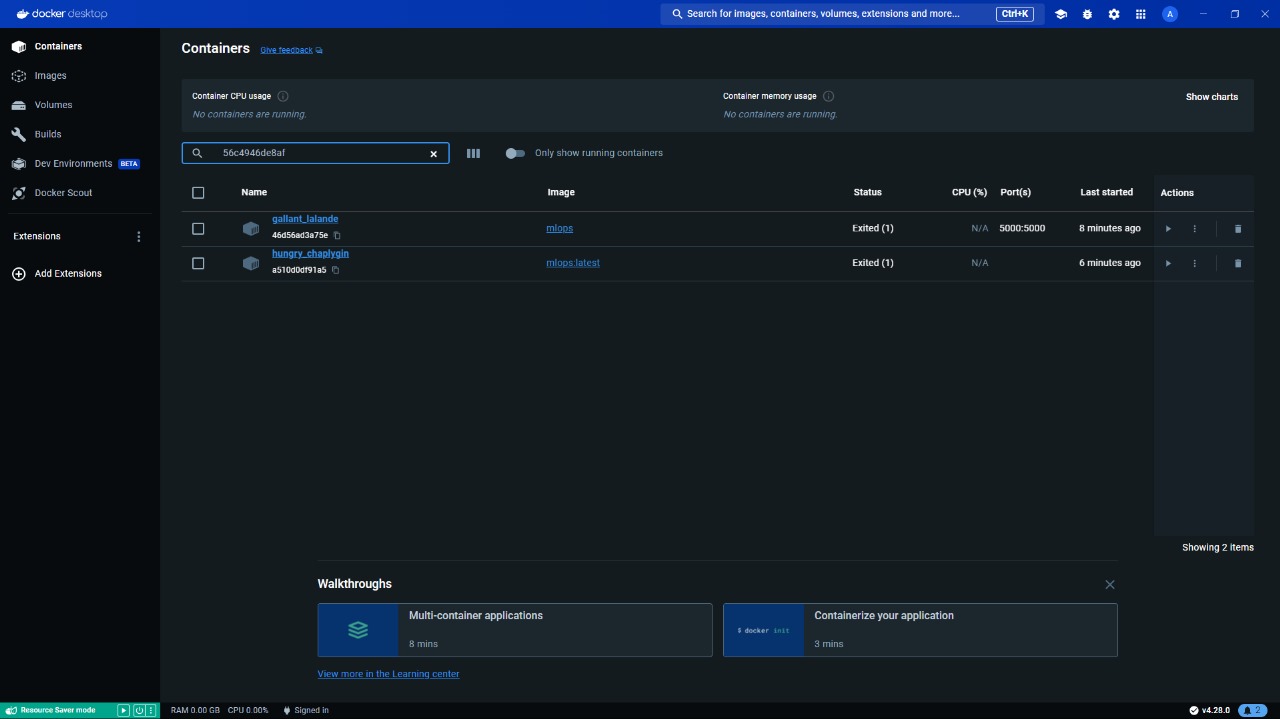 docker desktop
Search for images, containers, volumes, extensions and more... Ctrl+K
A
Containers
Images
Volumes
Builds
Dev Environments BETA
Docker Scout
Extensions
Add Extensions
Containers Give feedback
Container CPU usage
No containers are running.
Container memory usage
No containers are running.
Show charts
56c4946de8af
Only show running containers
Name Image Status CPU (%) Port(s) Last started Actions
gallant_lalande
46d56ad3a75e
mlops Exited (1) N/A 5000:5000 8 minutes ago
hungry_chaplygin
a510d0df91a5
mlops:latest Exited (1) N/A 6 minutes ago
Showing 2 items
Walkthroughs
Multi-container applications
8 mins
$ docker init
Containerize your application
3 mins
View more in the Learning center
Resource Saver mode
RAM 0.00 GB CPU 0.00% Signed in
v4.28.0
2